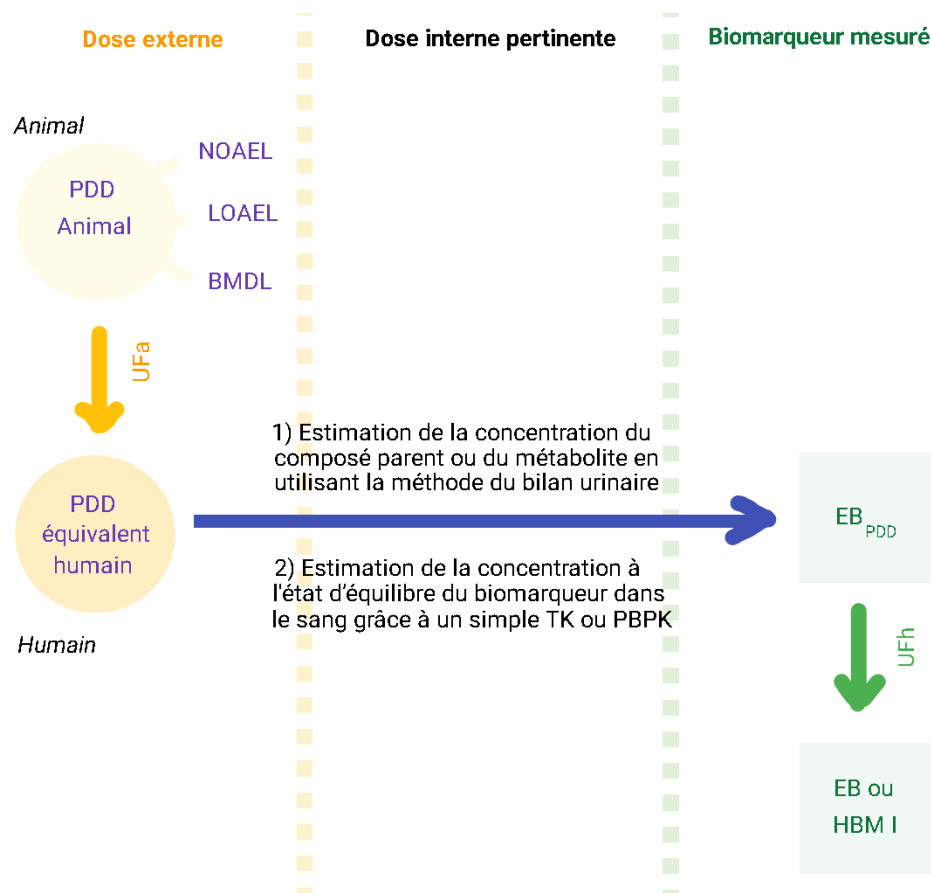 Dose externe
Dose interne pertinente
Biomarqueur mesuré
Animal
PDD
Animal
NOAEL
LOAEL
BMDL
UFa
1) Estimation de la concentration du
composé parent ou du métabolite en
utilisant la méthode du bilan urinaire
PDD
équivalent
humain
EB PDD
2) Estimation de la concentration à
l'état d’équilibre du biomarqueur dans
le sang grâce à un simple TK ou PBPK
Humain
UFh
EB ou
HBM I